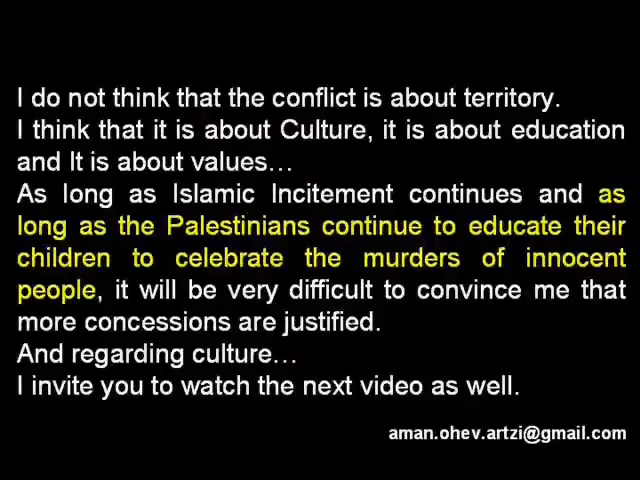 I do not think that the conflict is about territory.
I think that it is about Culture, it is about education
and It is about values…
As long as Islamic Incitement continues and as
long as the Palestinians continue to educate their
children to celebrate the murders of innocent
people, it will be very difficult to convince me that
more concessions are justified.
And regarding culture…
I invite you to watch the next video as well.
aman.ohev.artzi@gmail.com